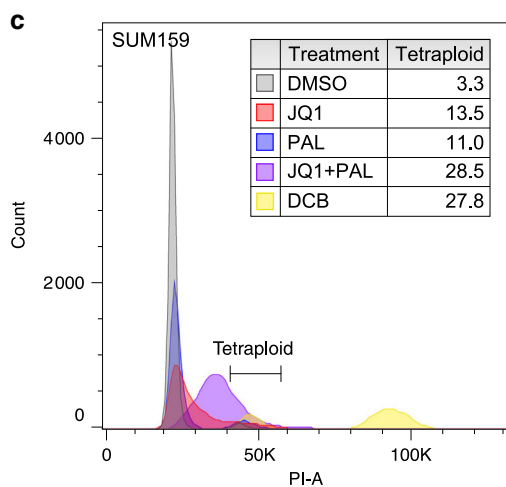 c
SUM159
Treatment Tetraploid
DMSO 3.3
JQ1 13.5
PAL 11.0
JQ1+PAL 28.5
DCB 27.8
4000
2000
0
Count
Tetraploid
0 50K 100K
PI-A